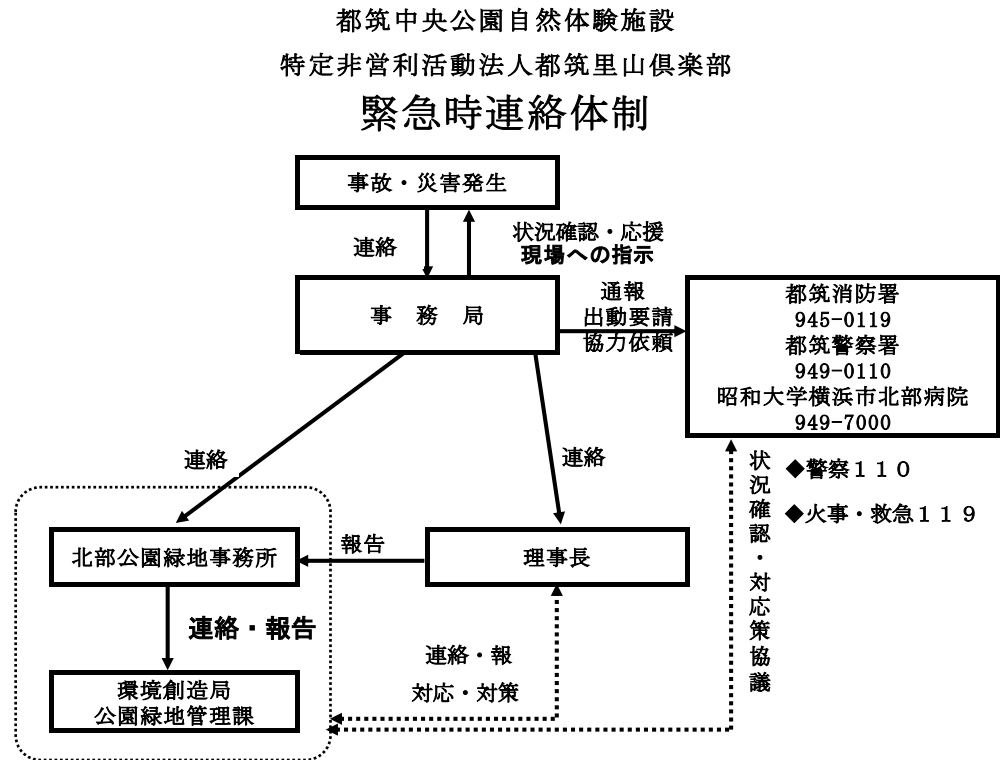 都筑中央公園自然体験施設
特定非営利活動法人都筑里山倶楽部
緊急時連絡体制
事故・災害発生
連絡
状況確認・応援
現場への指示
事　務　局
通報
出動要請
協力依頼
都筑消防署
945-0119
都筑警察署
949-0110
昭和大学横浜市北部病院
949-7000
連絡
連絡
状況確認・対応策協議
◆警察１１０
◆火事・救急１１９
北部公園緑地事務所
報告
理事長
連絡・報告
連絡・報
対応・対策
環境創造局
公園緑地管理課